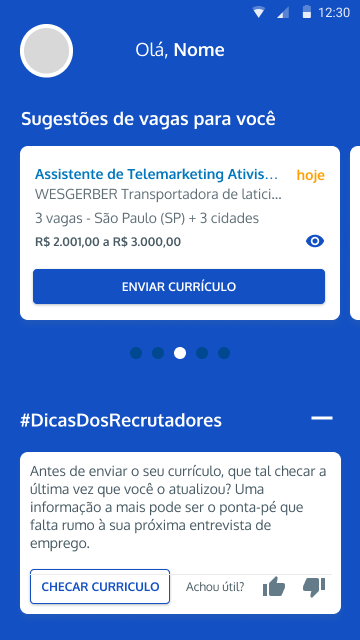 12:30
Olá, Nome
Sugestões de vagas para você
Assistente de Telemarketing Ativis... hoje
WESGERBER Transportadora de latici...
3 vagas - São Paulo (SP) + 3 cidades
R$ 2.001,00 a R$ 3.000,00
ENVIAR CURRÍCULO
#DicasDosRecrutadores
Antes de enviar o seu currículo, que tal checar a
última vez que você o atualizou? Uma
informação a mais pode ser o ponta-pé que
falta rumo à sua próxima entrevista de
emprego.
CHECAR CURRICULO Achou útil?